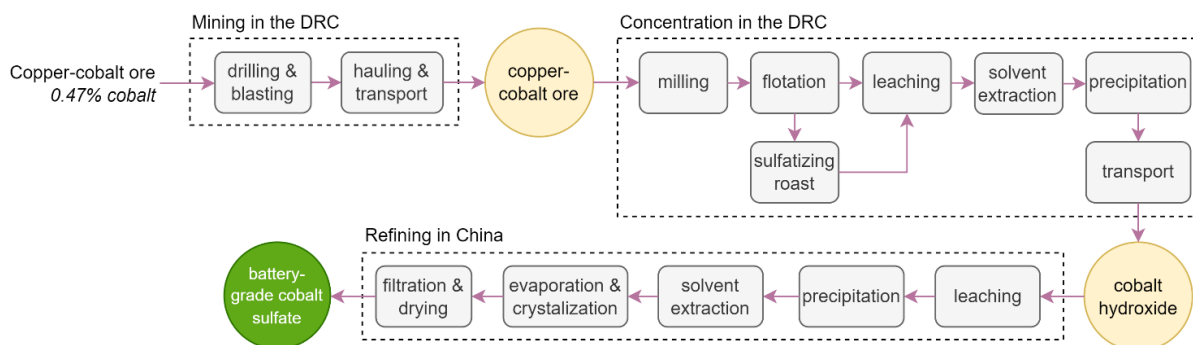 Mining in the DRC
Copper-cobalt ore
0.47% cobalt
drilling &
blasting
hauling &
transport
copper-
cobalt ore
Concentration in the DRC
milling
flotation
leaching
solvent
extraction
precipitation
sulfatizing
roast
transport
cobalt
hydroxide
Refining in China
leaching
precipitation
solvent
extraction
evaporation &
crystalization
filtration &
drying
battery-
grade cobalt
sulfate